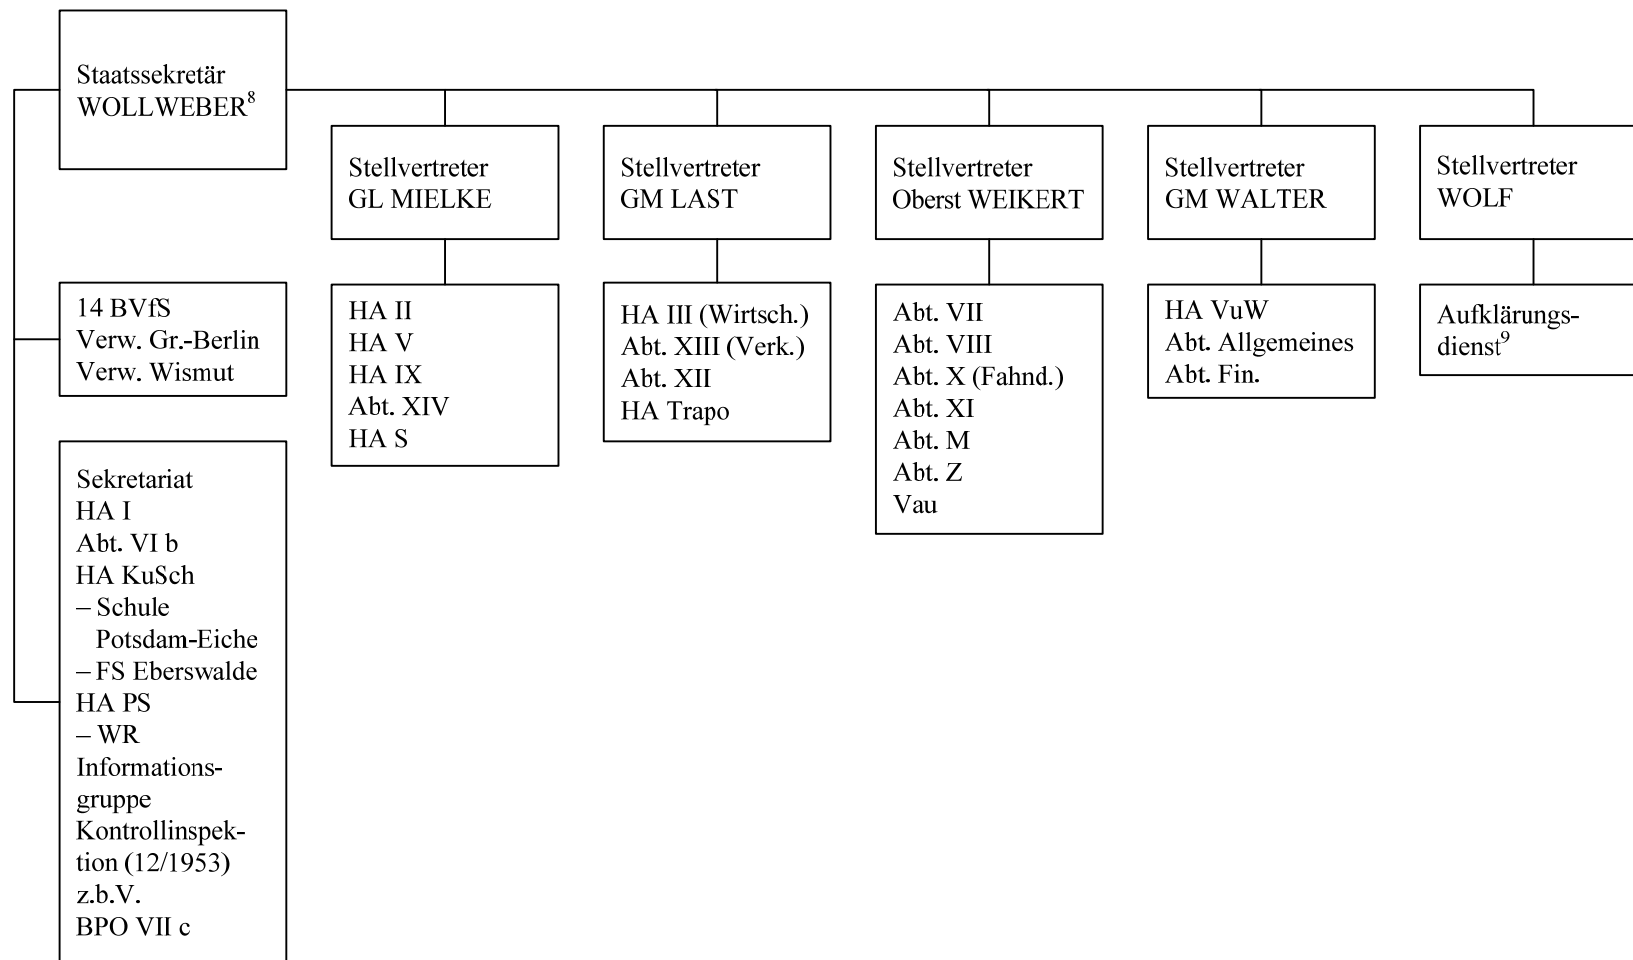 Staatssekretär
WOLLWEBER⁸
Stellvertreter
GL MIELKE
Stellvertreter
GM LAST
Stellvertreter
Oberst WEIKERT
Stellvertreter
GM WALTER
Stellvertreter
WOLF
14 BVfS
Verw. Gr.-Berlin
Verw. Wismut
HA II
HA V
HA IX
Abt. XIV
HA S
HA III (Wirtsch.)
Abt. XIII (Verk.)
Abt. XII
HA Trapo
Abt. VII
Abt. VIII
Abt. X (Fahnd.)
Abt. XI
Abt. M
Abt. Z
Vau
HA VuW
Abt. Allgemeines
Abt. Fin.
Aufklärungs-
dienst⁹
Sekretariat
HA I
Abt. VI b
HA KuSch
– Schule
Potsdam-Eiche
– FS Eberswalde
HA PS
– WR
Informations-
gruppe
Kontrollinspek-
tion (12/1953)
z.b.V.
BPO VII c